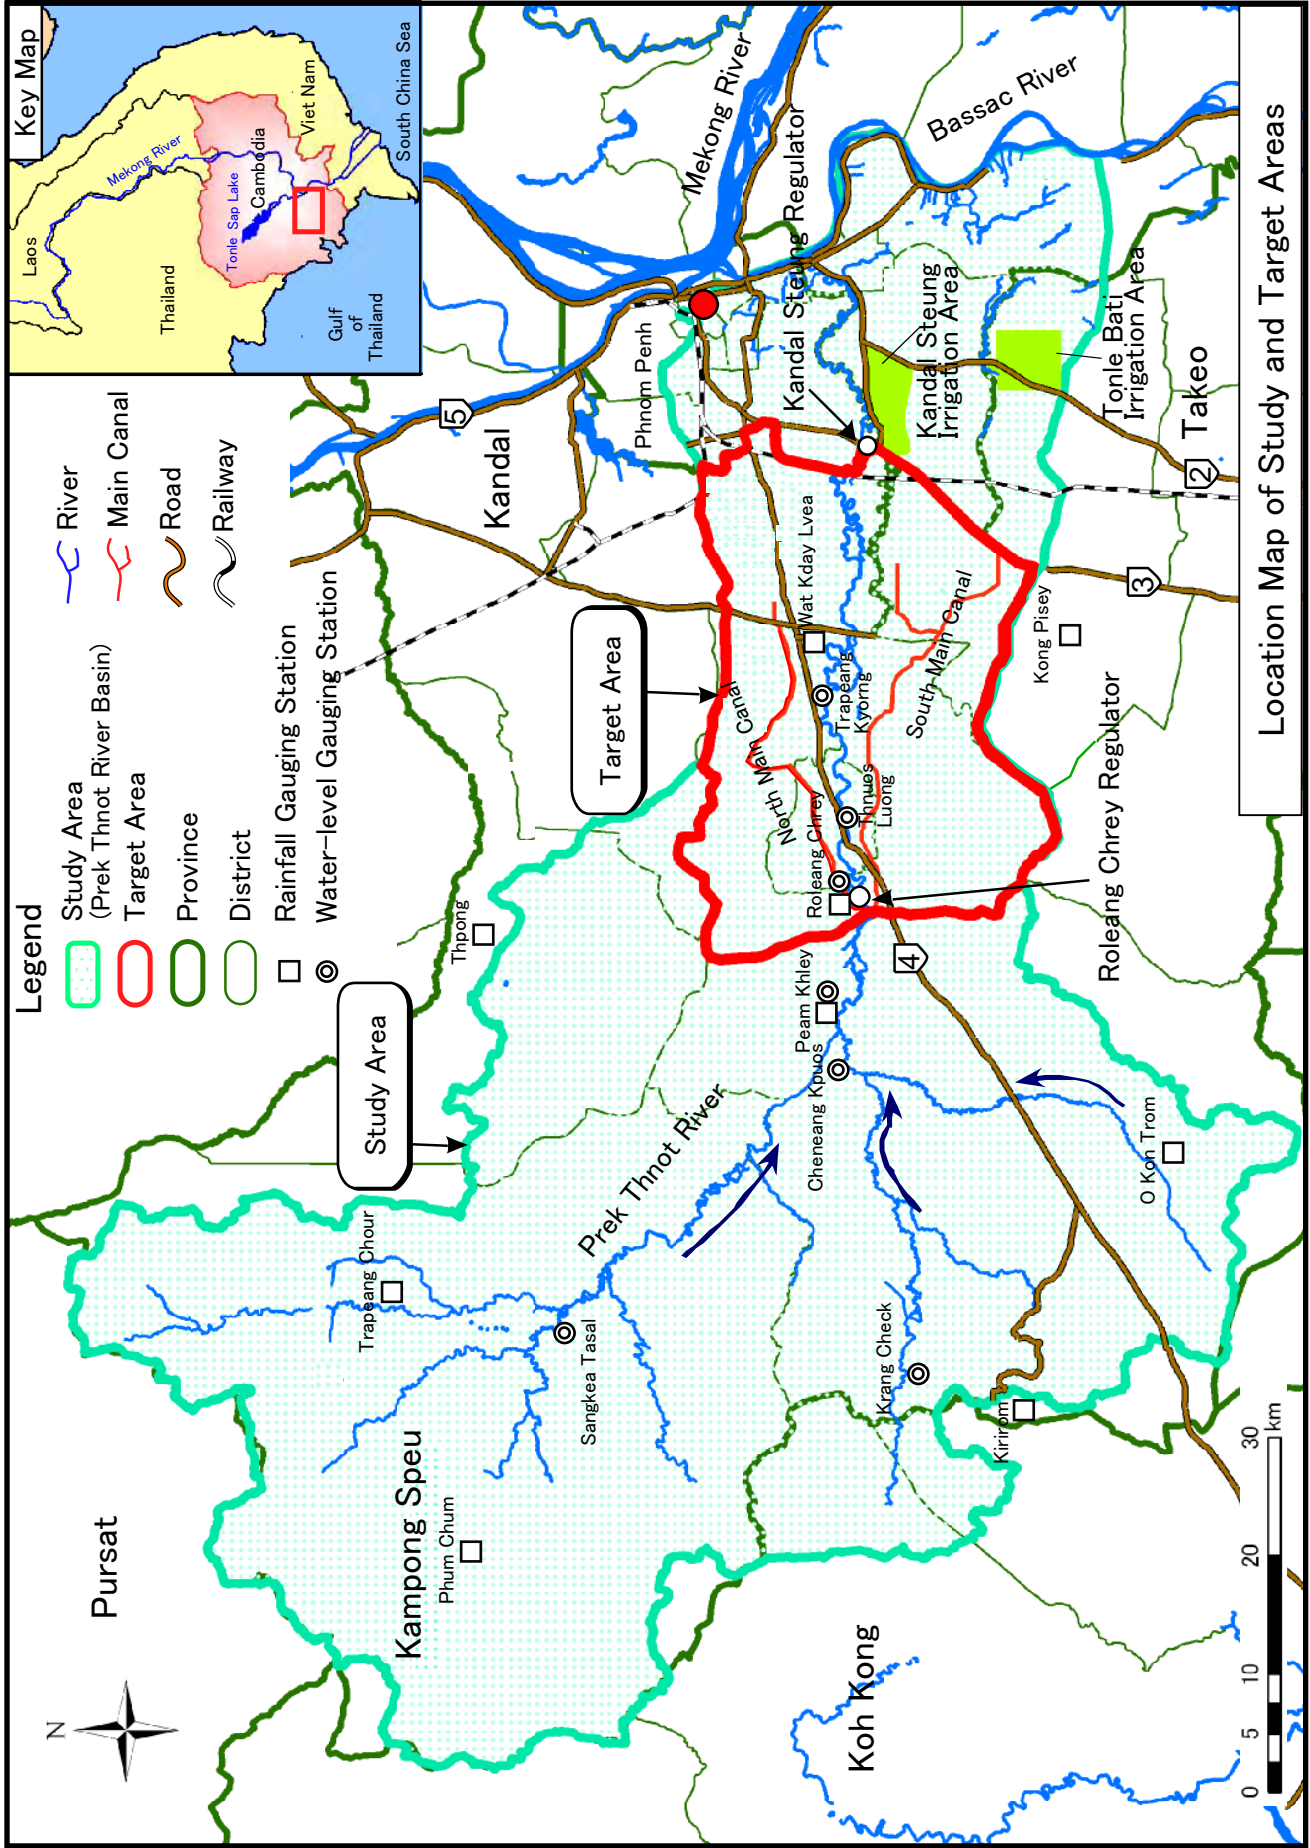 Location Map of Study and Target Areas
Key Map
Laos
Thailand
Mekong River
Tonle Sap Lake
Cambodia
Viet Nam
Gulf
of
Thailand
South China Sea
Legend
Study Area
(Prek Thnot River Basin)
Target Area
Province
District
Rainfall Gauging Station
Water-level Gauging Station
River
Main Canal
Road
Railway
N
Pursat
Kampong Speu
Phum Chum
Trapeang Chour
Sangkea Tasal
Study Area
Thpong
Prek Thnot River
Target Area
Kandal
5
Phnom Penh
Mekong River
Kandal Steung Regulator
Bassac River
Kandal Steung
Irrigation Area
Tonle Bati
Irrigation Area
Takeo
2
3
Wat Kday Lvea
Trapeang
Kyorng
North Main Canal
South Main Canal
Kong Pisey
Thnuos
Luong
Roleang Chrey
Roleang Chrey Regulator
4
Peam Khley
Cheneang Kpuos
O Kon Trom
Krang Check
Kirirom
Koh Kong
0 5 10 20 30
km